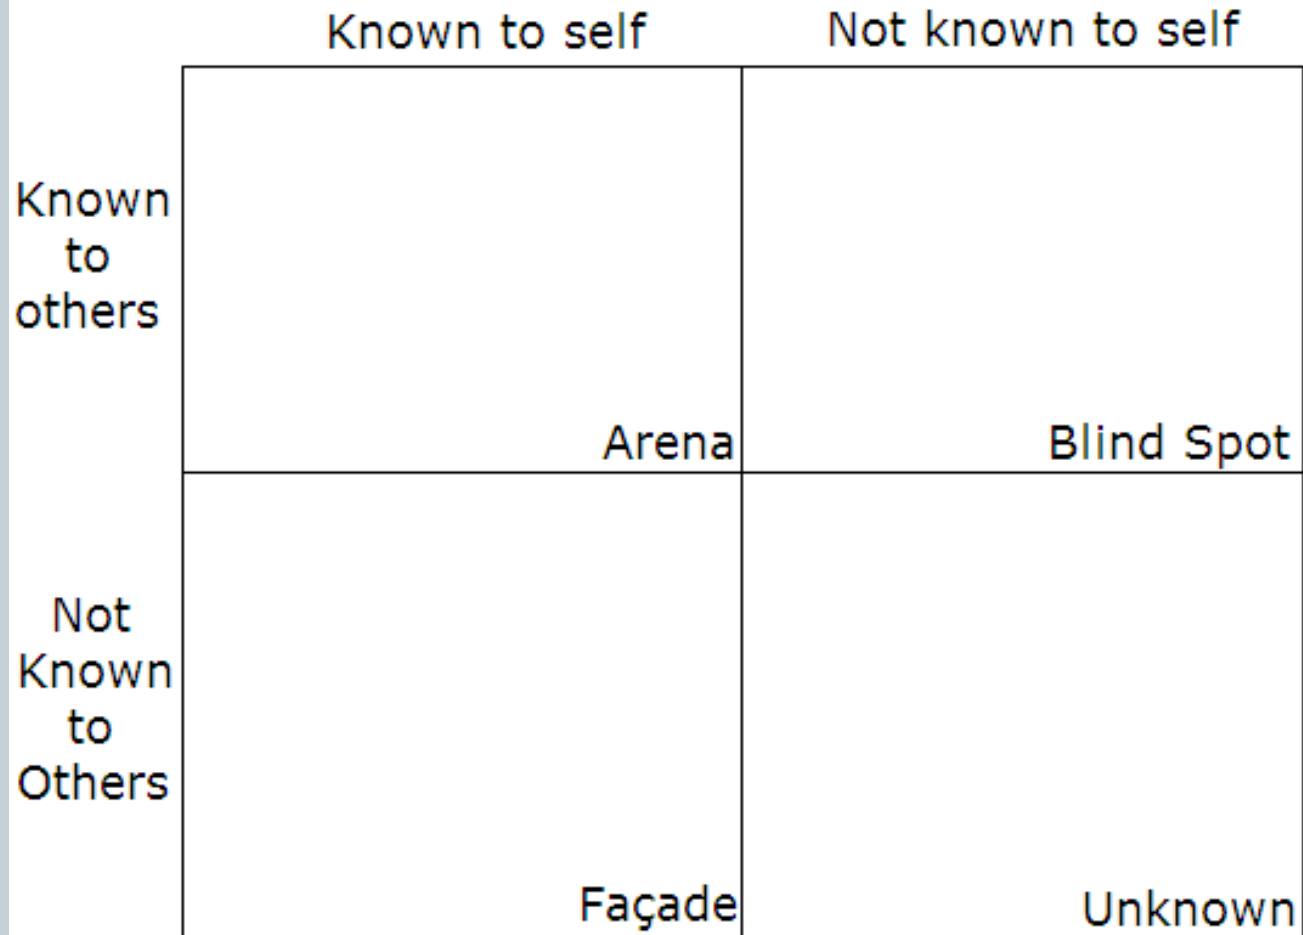 Known to self
Not known to self
Known
to
others
Arena
Blind Spot
Not
Known
to
Others
Façade
Unknown